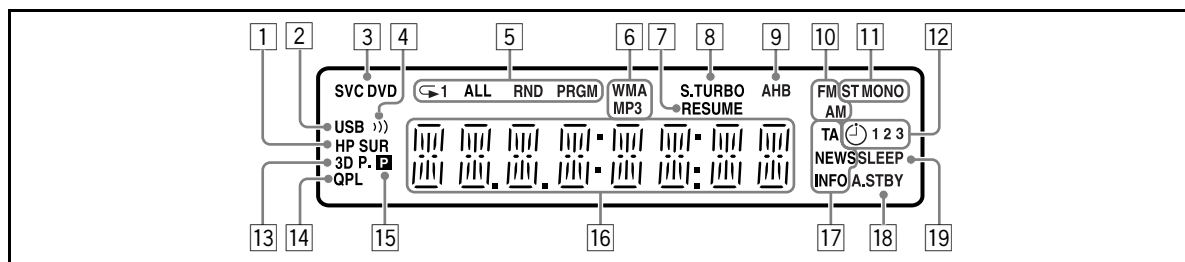 1 2 3 4 5 6 7 8 9 10 11 12
SVC DVD 1 ALL RND PRGM WMA S.TURBO AHB FM ST MONO
MP3 RESUME AM
USB TA 1 2 3
HP SUR NEWS SLEEP
3D P. P INFO A.STBY
QPL
13 14 15 16 17 18 19